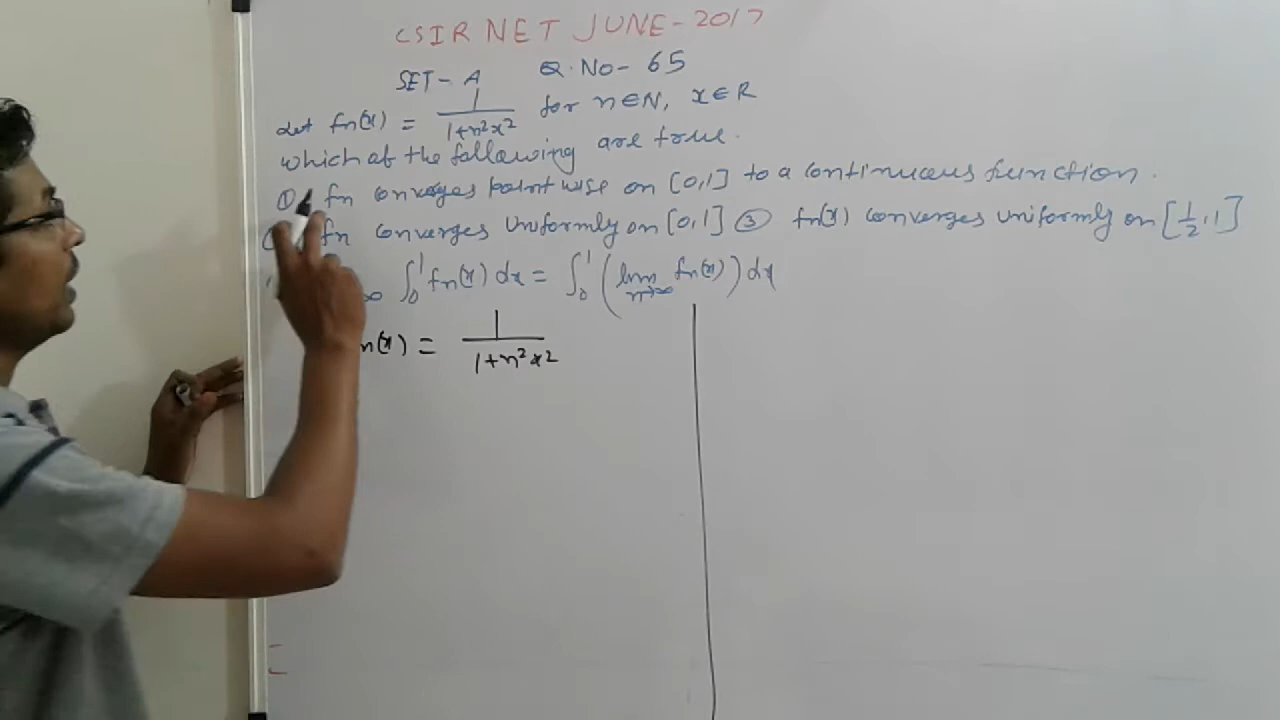 CSIR NET JUNE-2017
SET-A Q.No-65
Let fn(x) = 1/(1+n²x²) for n∈N, x∈R
which of the following are true.
① fn converges point wise on [0,1] to a continuous function.
fn converges uniformly on [0,1] ③ fn(x) converges uniformly on [1/2,1]
∞ ∫₀¹ fn(x) dx = ∫₀¹ (lim n→∞ fn(x)) dx
n(x) = 1/(1+n²x²)